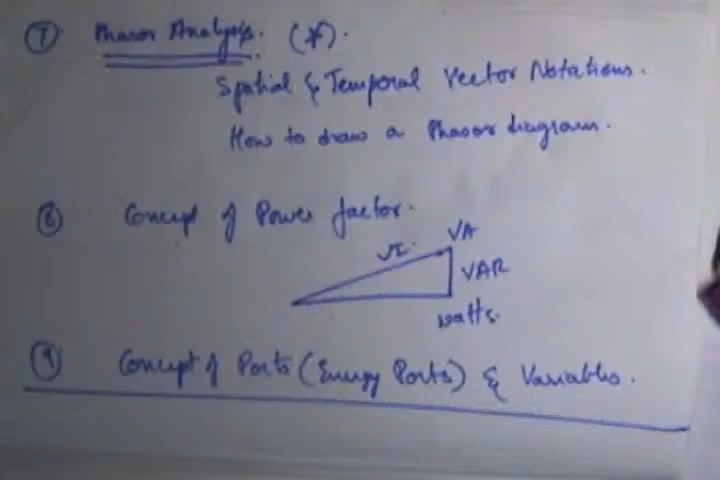 7 Phasor Analysis. (*).
Spatial & Temporal Vector Notations.
How to draw a Phasor diagram.
8 Concept of Power factor.
VI. VA
VAR
Watts.
9 Concept of Ports (Energy Ports) & Variables.